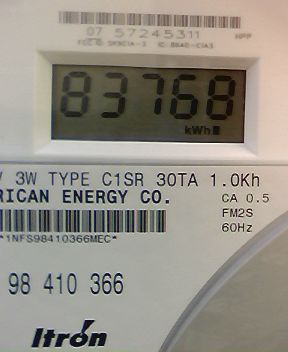 07 57245311
83768
kWh
V 3W TYPE C1SR 30TA 1.0Kh
RICAN ENERGY CO.
CA 0.5
FM2S
60Hz
*1NFS98410366MEC*
98 410 366
Itron